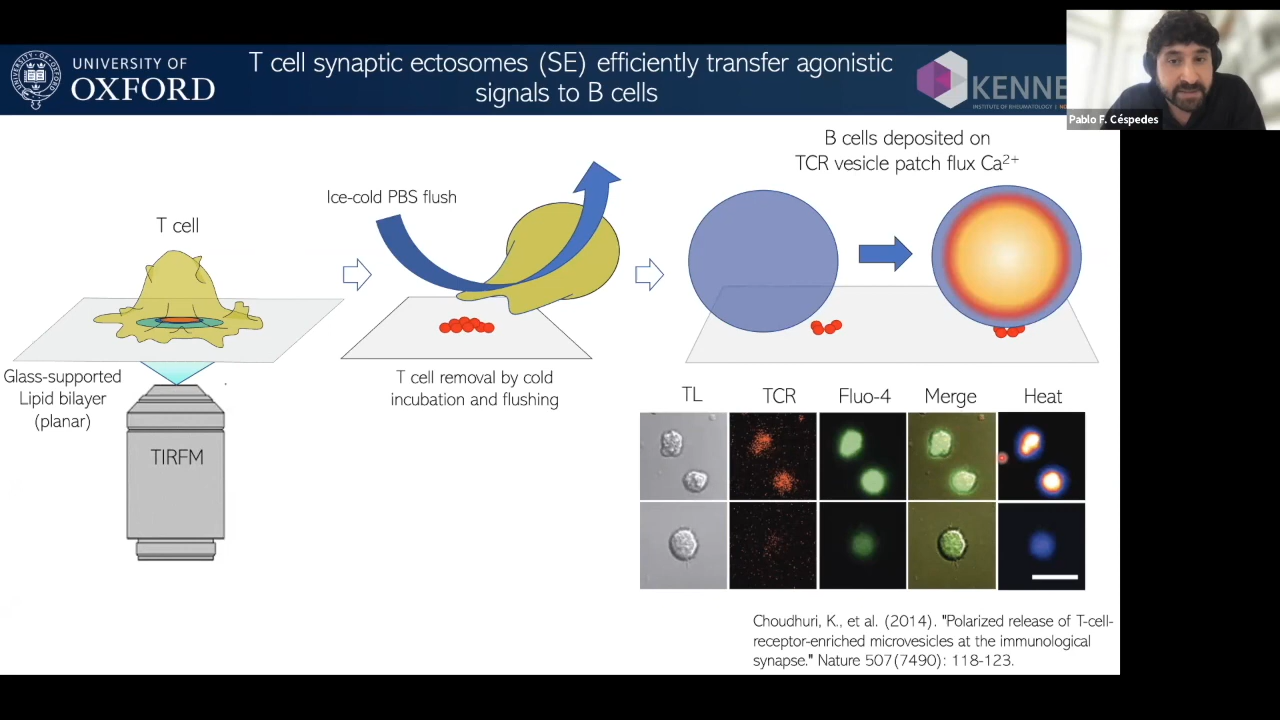 UNIVERSITY OF
OXFORD
T cell synaptic ectosomes (SE) efficiently transfer agonistic
signals to B cells
KENNE
INSTITUTE OF RHEUMATOLOGY
Pablo F. Céspedes
B cells deposited on
TCR vesicle patch flux Ca²⁺
Ice-cold PBS flush
T cell
Glass-supported
Lipid bilayer
(planar)
T cell removal by cold
incubation and flushing
TIRFM
TL TCR Fluo-4 Merge Heat
Choudhuri, K., et al. (2014). "Polarized release of T-cell-
receptor-enriched microvesicles at the immunological
synapse." Nature 507(7490): 118-123.